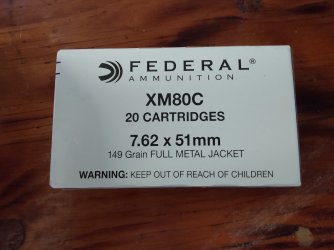 FEDERAL
AMMUNITION
XM80C
20 CARTRIDGES
7.62 x 51mm
149 Grain FULL METAL JACKET
WARNING: KEEP OUT OF REACH OF CHILDREN